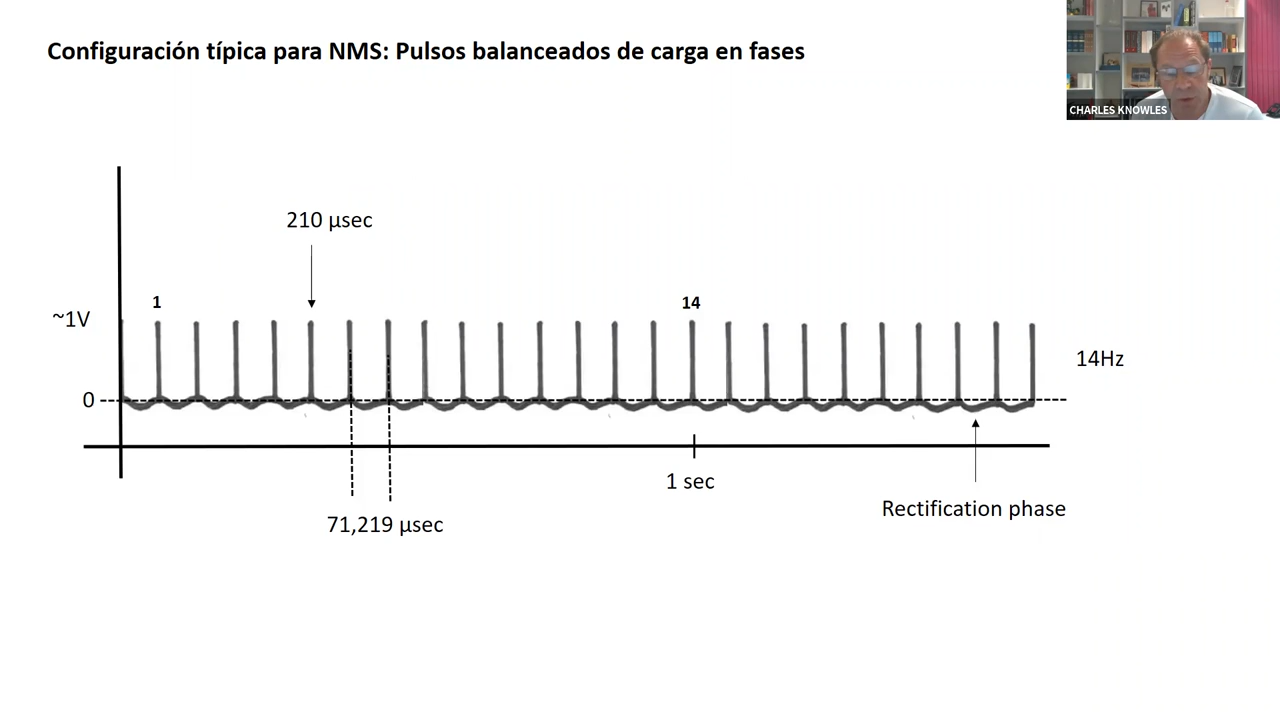 Configuración típica para NMS: Pulsos balanceados de carga en fases
CHARLES KNOWLES
210 µsec
1
14
~1V
14Hz
0
1 sec
Rectification phase
71,219 µsec